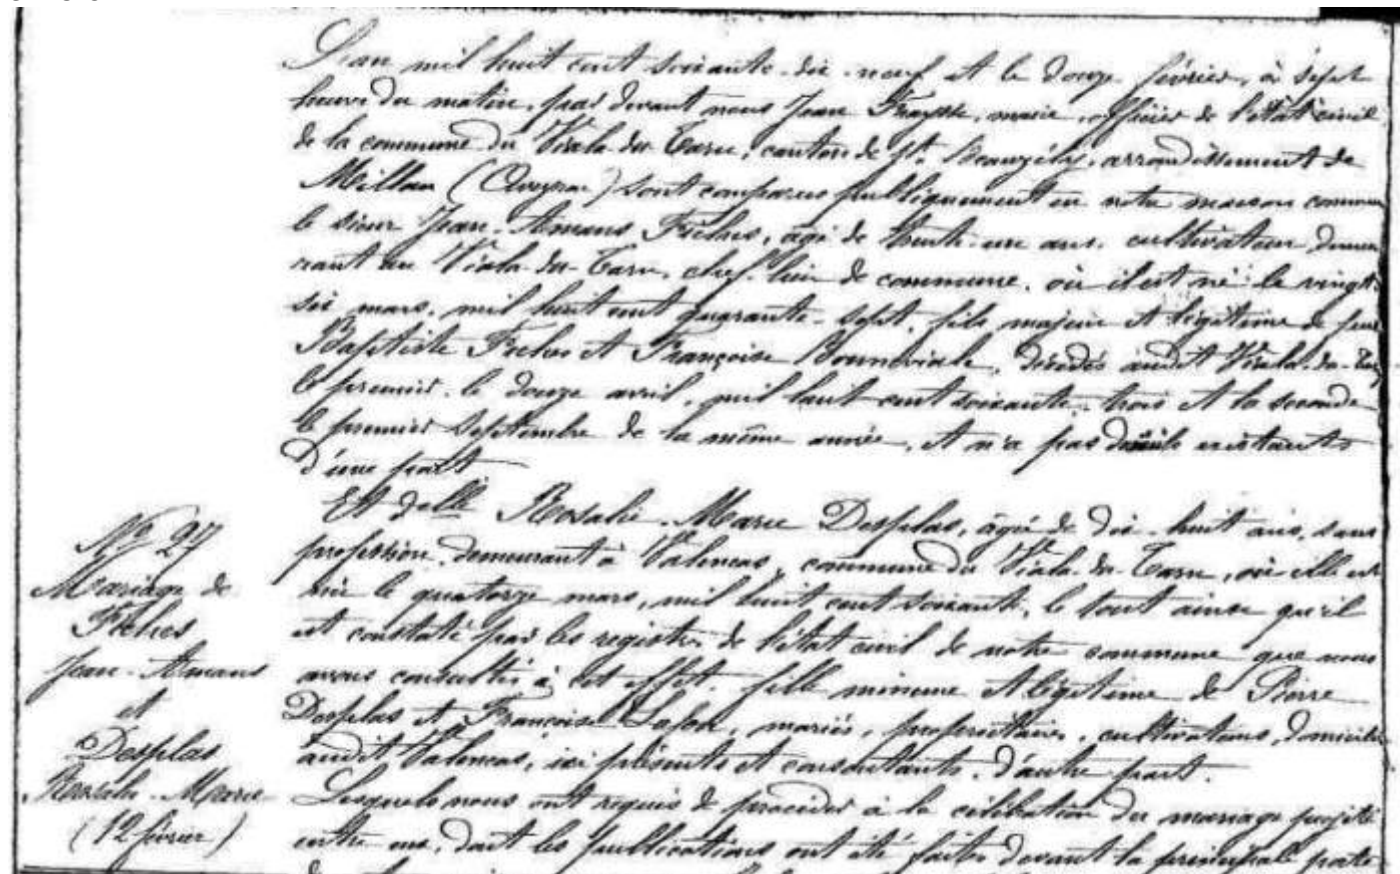 L'an mil huit cent soixante-dix-neuf et le douze février, à sept
heures du matin, par devant nous Jean Fraysse, maire, officier de l'état civil
de la commune du Viala-du-Tarn, canton de St. Beauzély, arrondissement de
Millau (Aveyron) sont comparus publiquement en notre maison commune
le sieur Jean-Amans Fuches, âgé de trente-un ans, cultivateur demeu
rant au Viala-du-Tarn, chef-lieu de commune, où il est né le vingt-
six mars, mil huit cent quarante-sept, fils majeur et légitime de feu
Baptiste et Françoise Bonneviale, décédés audit Viala-du-Tarn
le premier le douze avril, mil huit cent soixante-trois et la seconde
le premier septembre de la même année, et n'a pas existants
d'une part
Et delle Rosalie-Marie Desplas, âgée de dix-huit ans, sans
profession, demeurant à Valencas, commune du Viala-du-Tarn, où elle est
née le quatorze mars, mil huit cent soixante, le tout ainsi qu'il
est constaté par les registres de l'état civil de notre commune que nous
avons consultés à cet effet, fille mineure et légitime de Pierre
Desplas et Françoise Lafon, mariés, propriétaires, cultivateurs, domiciliés
audit Valencas, ici présents et consentants, d'autre part.
Lesquels nous ont requis de procéder à la célébration du mariage projeté
entre eux, dont les publications ont été faites devant la principale porte
No 27
Mariage de
Jean-Amans
et
Desplas
Rosalie-Marie
(12 février)